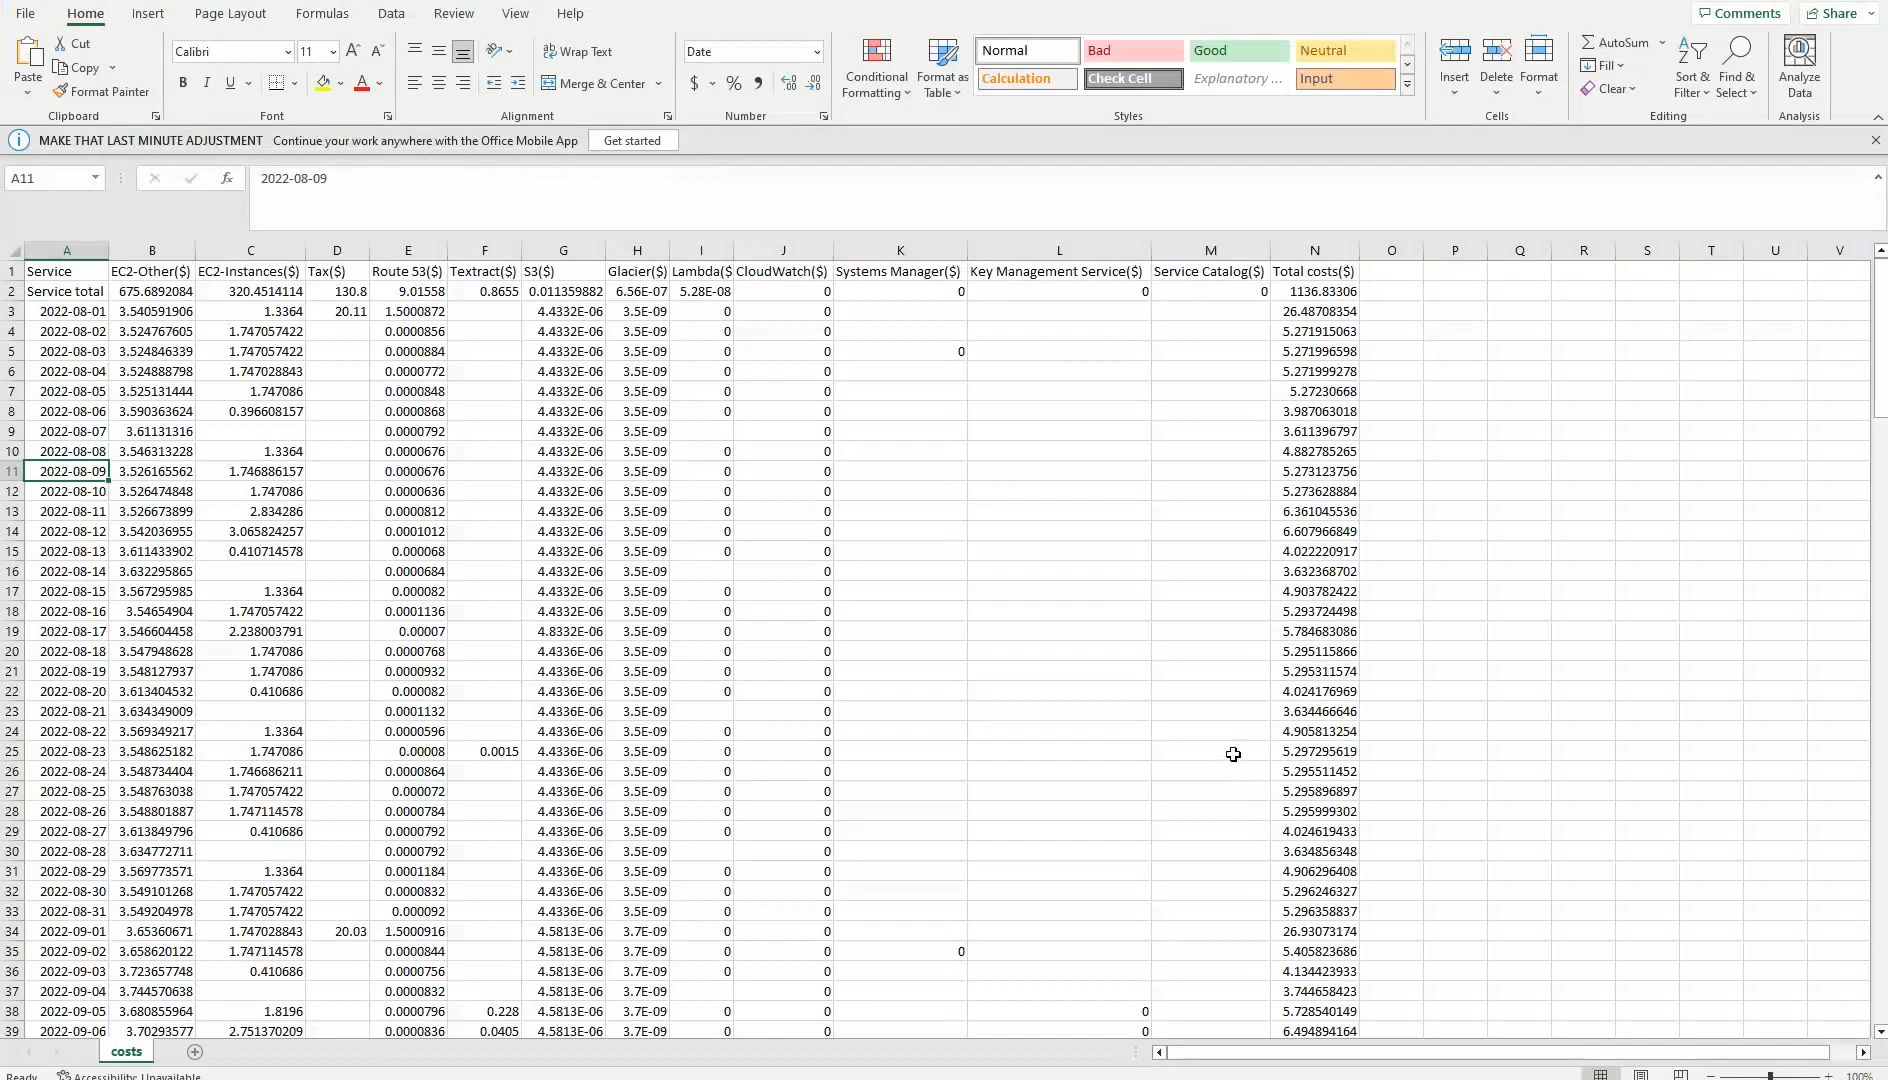 File Home Insert Page Layout Formulas Data Review View Help Comments Share
Paste Cut Copy Format Painter Clipboard
Calibri 11 A A B I U A Font
Wrap Text Merge & Center Alignment
Date $ % Number
Conditional Formatting Format as Table Normal Bad Good Neutral Calculation Check Cell Explanatory ... Input Styles
Insert Delete Format Cells
AutoSum Fill Clear Sort & Filter Find & Select Editing
Analyze Data Analysis
MAKE THAT LAST MINUTE ADJUSTMENT Continue your work anywhere with the Office Mobile App Get started
A11 fx 2022-08-09
A B C D E F G H I J K L M N O P Q R S T U V
1 Service EC2-Other($) EC2-Instances($) Tax($) Route 53($) Textract($) S3($) Glacier($) Lambda($ CloudWatch($) Systems Manager($) Key Management Service($) Service Catalog($) Total costs($)
2 Service total 675.6892084 320.4514114 130.8 9.01558 0.8655 0.011359882 6.56E-07 5.28E-08 0 0 0 0 1136.83306
3 2022-08-01 3.540591906 1.3364 20.11 1.5000872 4.4332E-06 3.5E-09 0 0 26.48708354
4 2022-08-02 3.524767605 1.747057422 0.0000856 4.4332E-06 3.5E-09 0 0 5.271915063
5 2022-08-03 3.524846339 1.747057422 0.0000884 4.4332E-06 3.5E-09 0 0 0 5.271996598
6 2022-08-04 3.524888798 1.747028843 0.0000772 4.4332E-06 3.5E-09 0 0 5.271999278
7 2022-08-05 3.525131444 1.747086 0.0000848 4.4332E-06 3.5E-09 0 0 5.27230668
8 2022-08-06 3.590363624 0.396608157 0.0000868 4.4332E-06 3.5E-09 0 0 3.987063018
9 2022-08-07 3.61131316 0.0000792 4.4332E-06 3.5E-09 0 3.611396797
10 2022-08-08 3.546313228 1.3364 0.0000676 4.4332E-06 3.5E-09 0 0 4.882785265
11 2022-08-09 3.526165562 1.746886157 0.0000676 4.4332E-06 3.5E-09 0 0 5.273123756
12 2022-08-10 3.526474848 1.747086 0.0000636 4.4332E-06 3.5E-09 0 0 5.273628884
13 2022-08-11 3.526673899 2.834286 0.0000812 4.4332E-06 3.5E-09 0 0 6.361045536
14 2022-08-12 3.542036955 3.065824257 0.0001012 4.4332E-06 3.5E-09 0 0 6.607966849
15 2022-08-13 3.611433902 0.410714578 0.000068 4.4332E-06 3.5E-09 0 0 4.022220917
16 2022-08-14 3.632295865 0.0000684 4.4332E-06 3.5E-09 0 3.632368702
17 2022-08-15 3.567295985 1.3364 0.000082 4.4332E-06 3.5E-09 0 0 4.903782422
18 2022-08-16 3.54654904 1.747057422 0.0001136 4.4332E-06 3.5E-09 0 0 5.293724498
19 2022-08-17 3.546604458 2.238003791 0.00007 4.8332E-06 3.5E-09 0 0 5.784683086
20 2022-08-18 3.547948628 1.747086 0.0000768 4.4336E-06 3.5E-09 0 0 5.295115866
21 2022-08-19 3.548127937 1.747086 0.0000932 4.4336E-06 3.5E-09 0 0 5.295311574
22 2022-08-20 3.613404532 0.410686 0.000082 4.4336E-06 3.5E-09 0 0 4.024176969
23 2022-08-21 3.634349009 0.0001132 4.4336E-06 3.5E-09 0 3.634466646
24 2022-08-22 3.569349217 1.3364 0.0000596 4.4336E-06 3.5E-09 0 0 4.905813254
25 2022-08-23 3.548625182 1.747086 0.00008 0.0015 4.4336E-06 3.5E-09 0 0 5.297295619
26 2022-08-24 3.548734404 1.746686211 0.0000864 4.4336E-06 3.5E-09 0 0 5.295511452
27 2022-08-25 3.548763038 1.747057422 0.000072 4.4336E-06 3.5E-09 0 0 5.295896897
28 2022-08-26 3.548801887 1.747114578 0.0000784 4.4336E-06 3.5E-09 0 0 5.295999302
29 2022-08-27 3.613849796 0.410686 0.0000792 4.4336E-06 3.5E-09 0 0 4.024619433
30 2022-08-28 3.634772711 0.0000792 4.4336E-06 3.5E-09 0 3.634856348
31 2022-08-29 3.569773571 1.3364 0.0001184 4.4336E-06 3.5E-09 0 0 4.906296408
32 2022-08-30 3.549101268 1.747057422 0.0000832 4.4336E-06 3.5E-09 0 0 5.296246327
33 2022-08-31 3.549204978 1.747057422 0.000092 4.4336E-06 3.5E-09 0 0 5.296358837
34 2022-09-01 3.65360671 1.747028843 20.03 1.5000916 4.5813E-06 3.7E-09 0 0 26.93073174
35 2022-09-02 3.658620122 1.747114578 0.0000844 4.5813E-06 3.7E-09 0 0 0 5.405823686
36 2022-09-03 3.723657748 0.410686 0.0000756 4.5813E-06 3.7E-09 0 0 4.134423933
37 2022-09-04 3.744570638 0.0000832 4.5813E-06 3.7E-09 0 3.744658423
38 2022-09-05 3.680855964 1.8196 0.0000796 0.228 4.5813E-06 3.7E-09 0 0 0 5.728540149
39 2022-09-06 3.70293577 2.751370209 0.0000836 0.0405 4.5813E-06 3.7E-09 0 0 0 6.494894164
costs
Ready Accessibility: Unavailable 100%